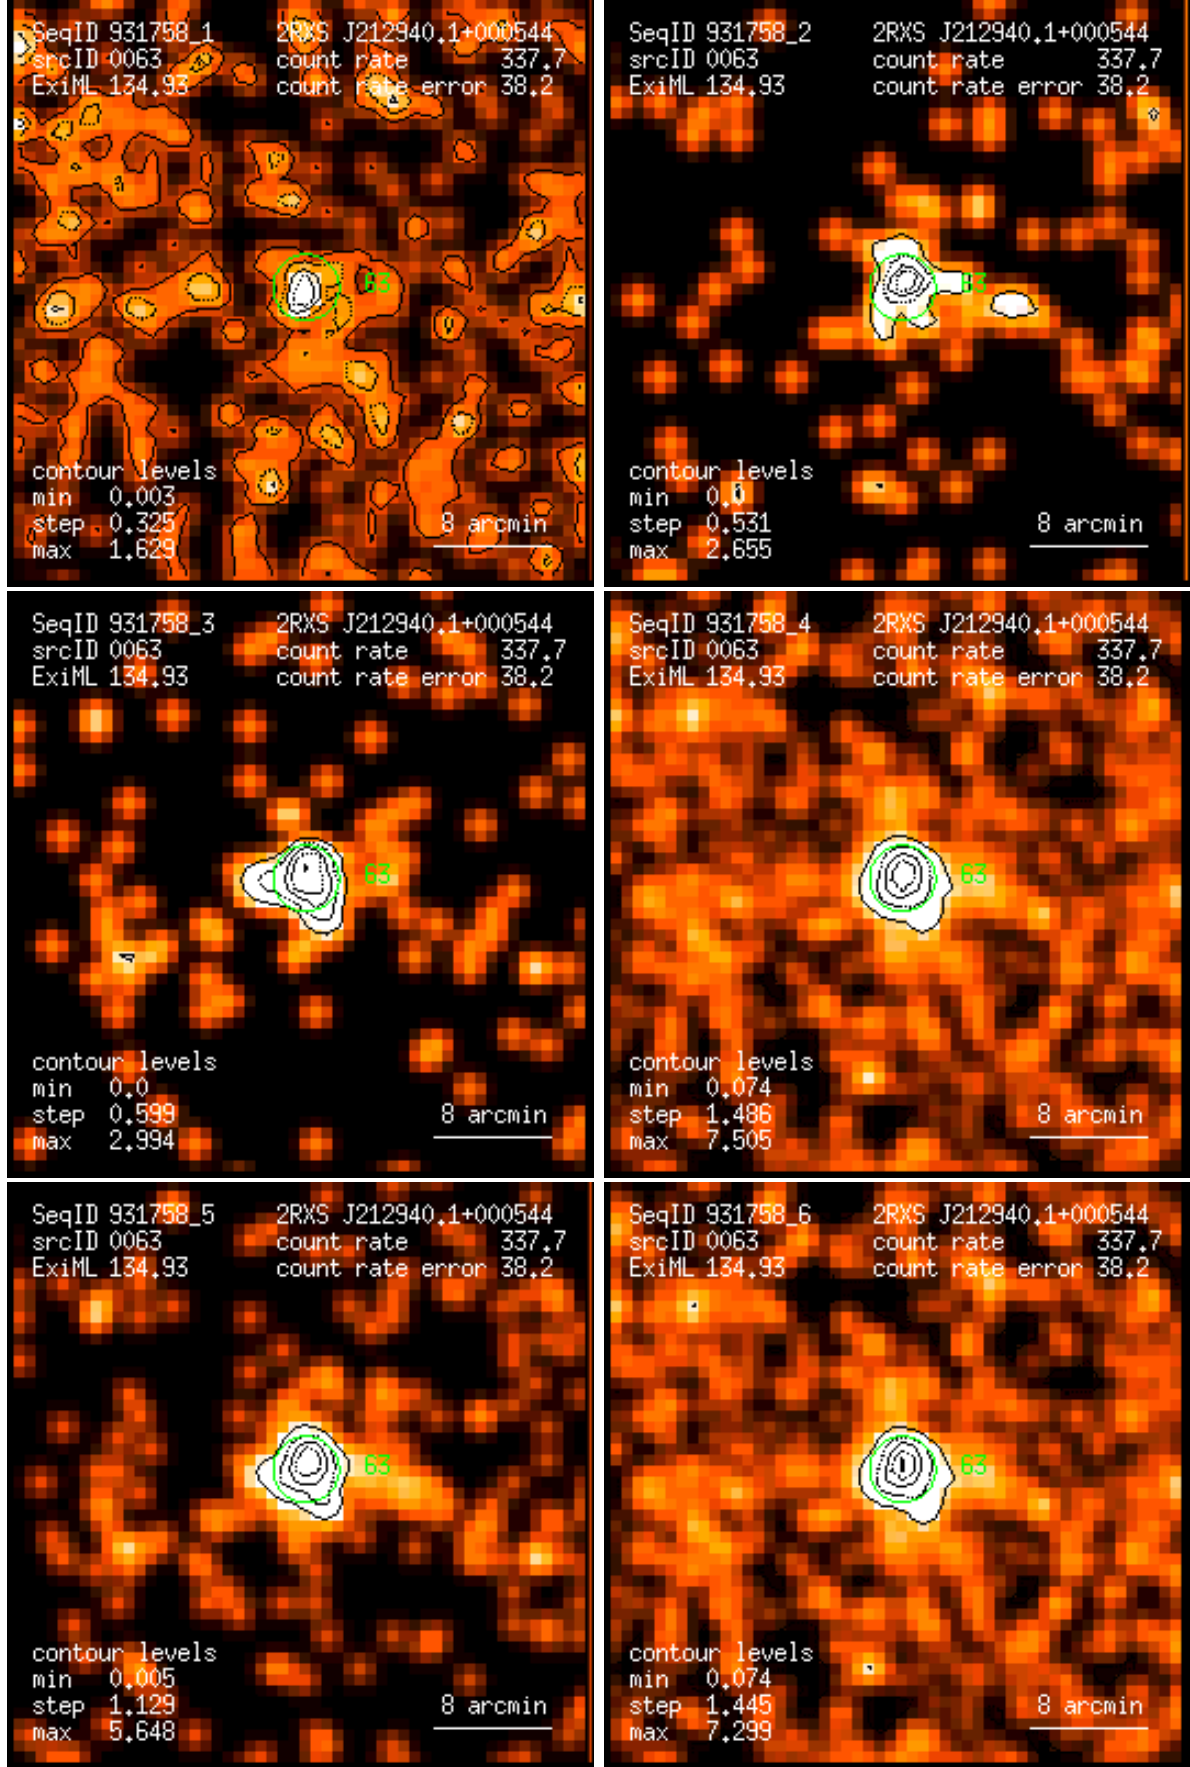 SeqID 931758_1 2RXS J212940.1+000544
srcID 0063 count rate 337.7
ExiML 134.93 count rate error 38.2
63
contour levels
min 0.003
step 0.325 8 arcmin
max 1.629
SeqID 931758_2 2RXS J212940.1+000544
srcID 0063 count rate 337.7
ExiML 134.93 count rate error 38.2
63
contour levels
min 0.0
step 0.531 8 arcmin
max 2.655
SeqID 931758_3 2RXS J212940.1+000544
srcID 0063 count rate 337.7
ExiML 134.93 count rate error 38.2
63
contour levels
min 0.0
step 0.599 8 arcmin
max 2.994
SeqID 931758_4 2RXS J212940.1+000544
srcID 0063 count rate 337.7
ExiML 134.93 count rate error 38.2
63
contour levels
min 0.074
step 1.486 8 arcmin
max 7.505
SeqID 931758_5 2RXS J212940.1+000544
srcID 0063 count rate 337.7
ExiML 134.93 count rate error 38.2
63
contour levels
min 0.005
step 1.129 8 arcmin
max 5.648
SeqID 931758_6 2RXS J212940.1+000544
srcID 0063 count rate 337.7
ExiML 134.93 count rate error 38.2
63
contour levels
min 0.074
step 1.445 8 arcmin
max 7.299